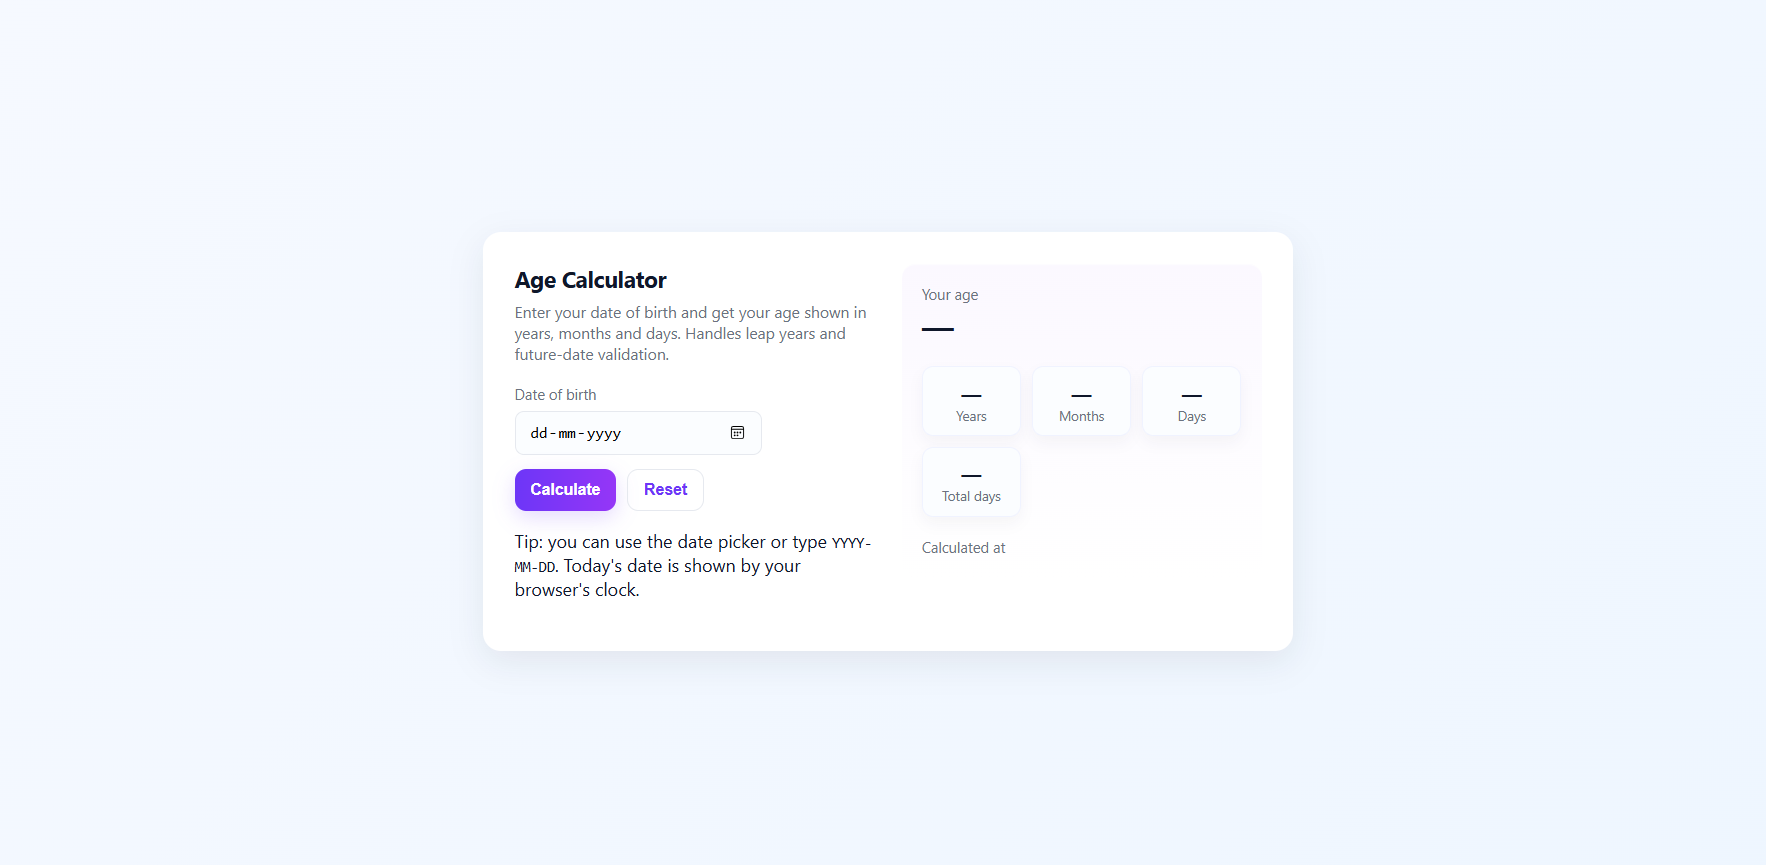 Age Calculator
Enter your date of birth and get your age shown in
years, months and days. Handles leap years and
future-date validation.
Date of birth
dd-mm-yyyy
Calculate
Reset
Tip: you can use the date picker or type YYYY-
MM-DD. Today's date is shown by your
browser's clock.
Your age
—
—
Years
—
Months
—
Days
—
Total days
Calculated at